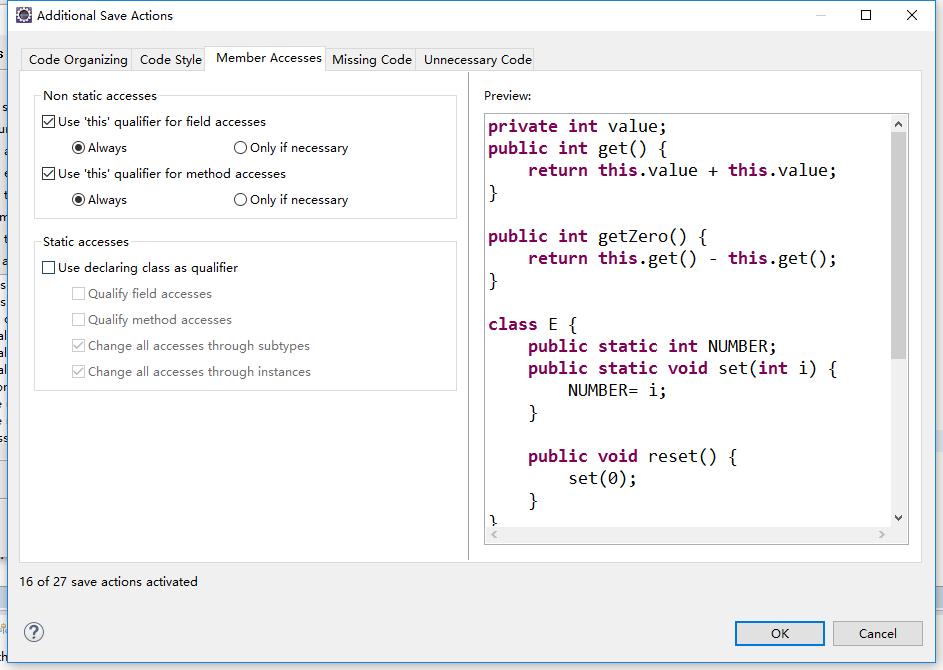 Additional Save Actions
Code Organizing Code Style Member Accesses Missing Code Unnecessary Code
Non static accesses
Use 'this' qualifier for field accesses
Always Only if necessary
Use 'this' qualifier for method accesses
Always Only if necessary
Static accesses
Use declaring class as qualifier
Qualify field accesses
Qualify method accesses
Change all accesses through subtypes
Change all accesses through instances
Preview:
private int value;
public int get() {
    return this.value + this.value;
}
public int getZero() {
    return this.get() - this.get();
}
class E {
    public static int NUMBER;
    public static void set(int i) {
        NUMBER= i;
    }
    public void reset() {
        set(0);
    }
}
16 of 27 save actions activated
?
OK Cancel